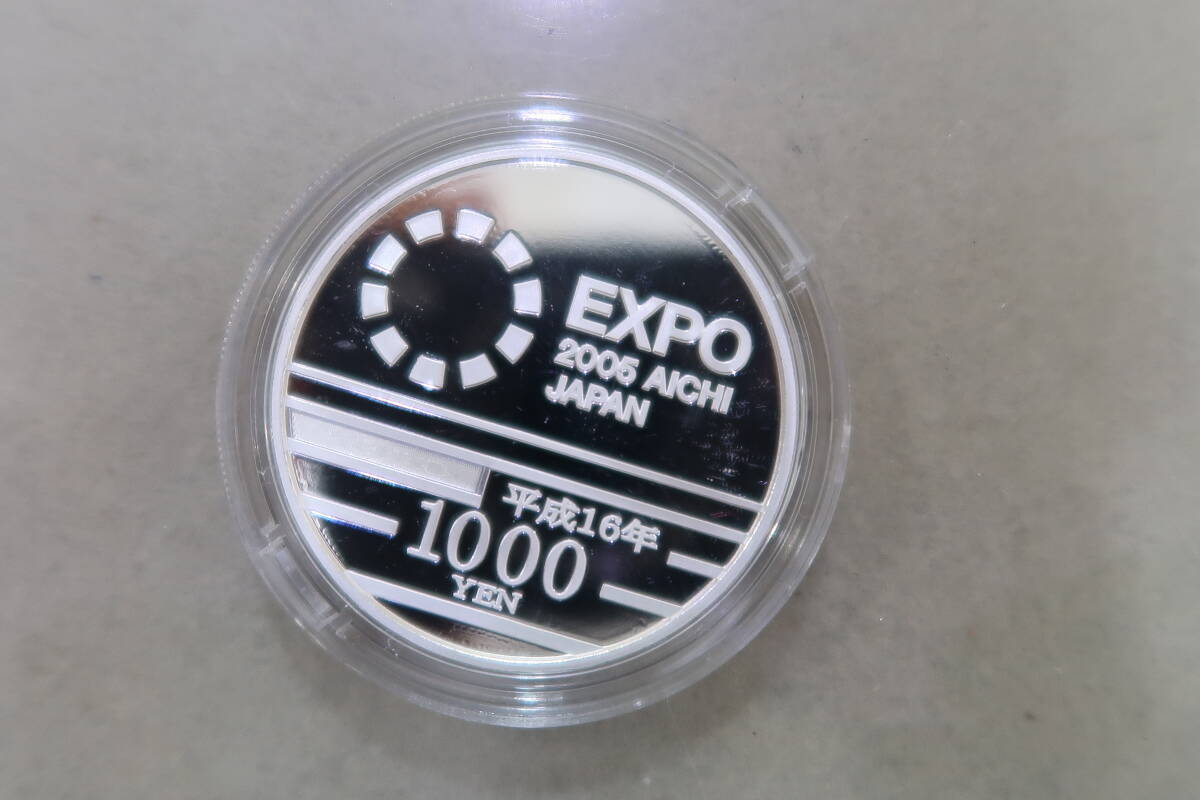 EXPO
2005 AICHI
JAPAN
平成16年
1000
YEN